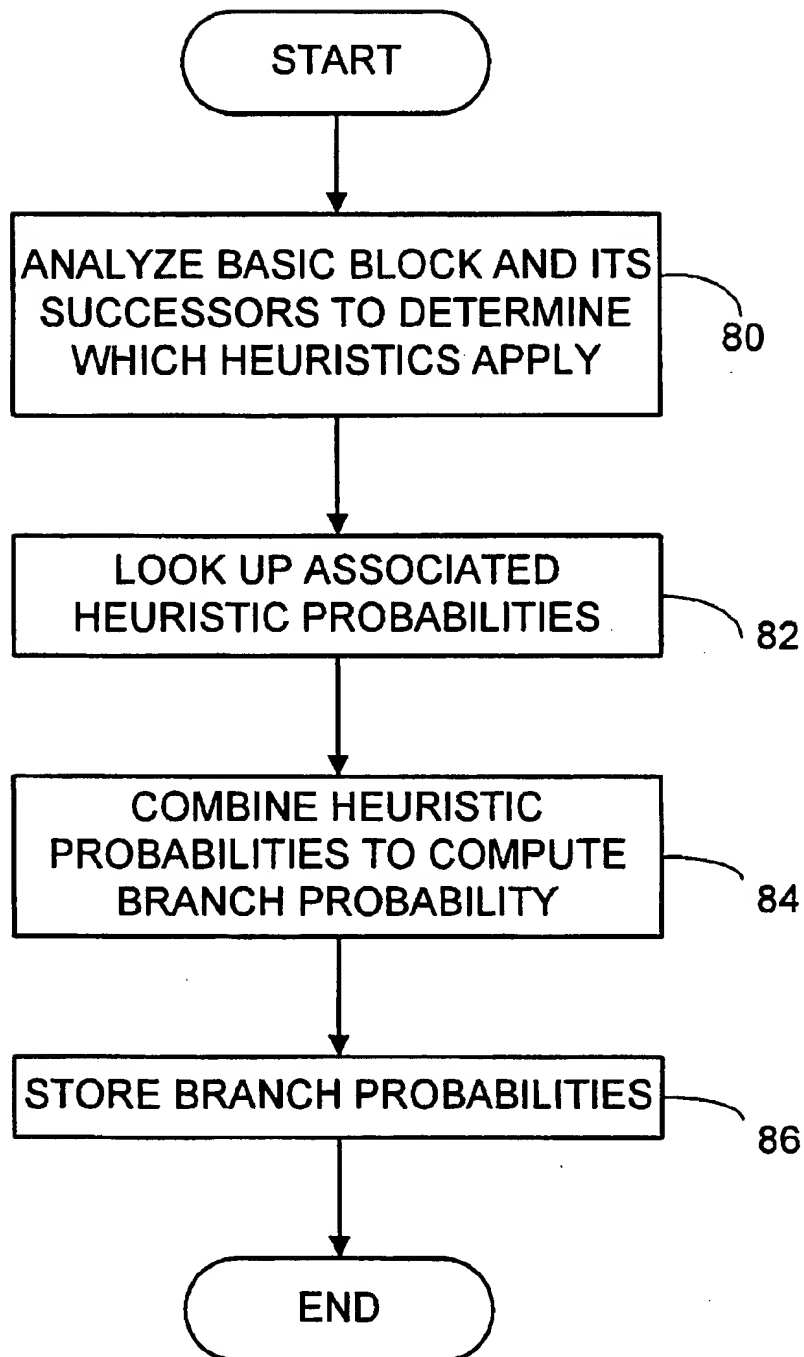 START
ANALYZE BASIC BLOCK AND ITS
SUCCESSORS TO DETERMINE
WHICH HEURISTICS APPLY
80
LOOK UP ASSOCIATED
HEURISTIC PROBABILITIES
82
COMBINE HEURISTIC
PROBABILITIES TO COMPUTE
BRANCH PROBABILITY
84
STORE BRANCH PROBABILITIES
86
END